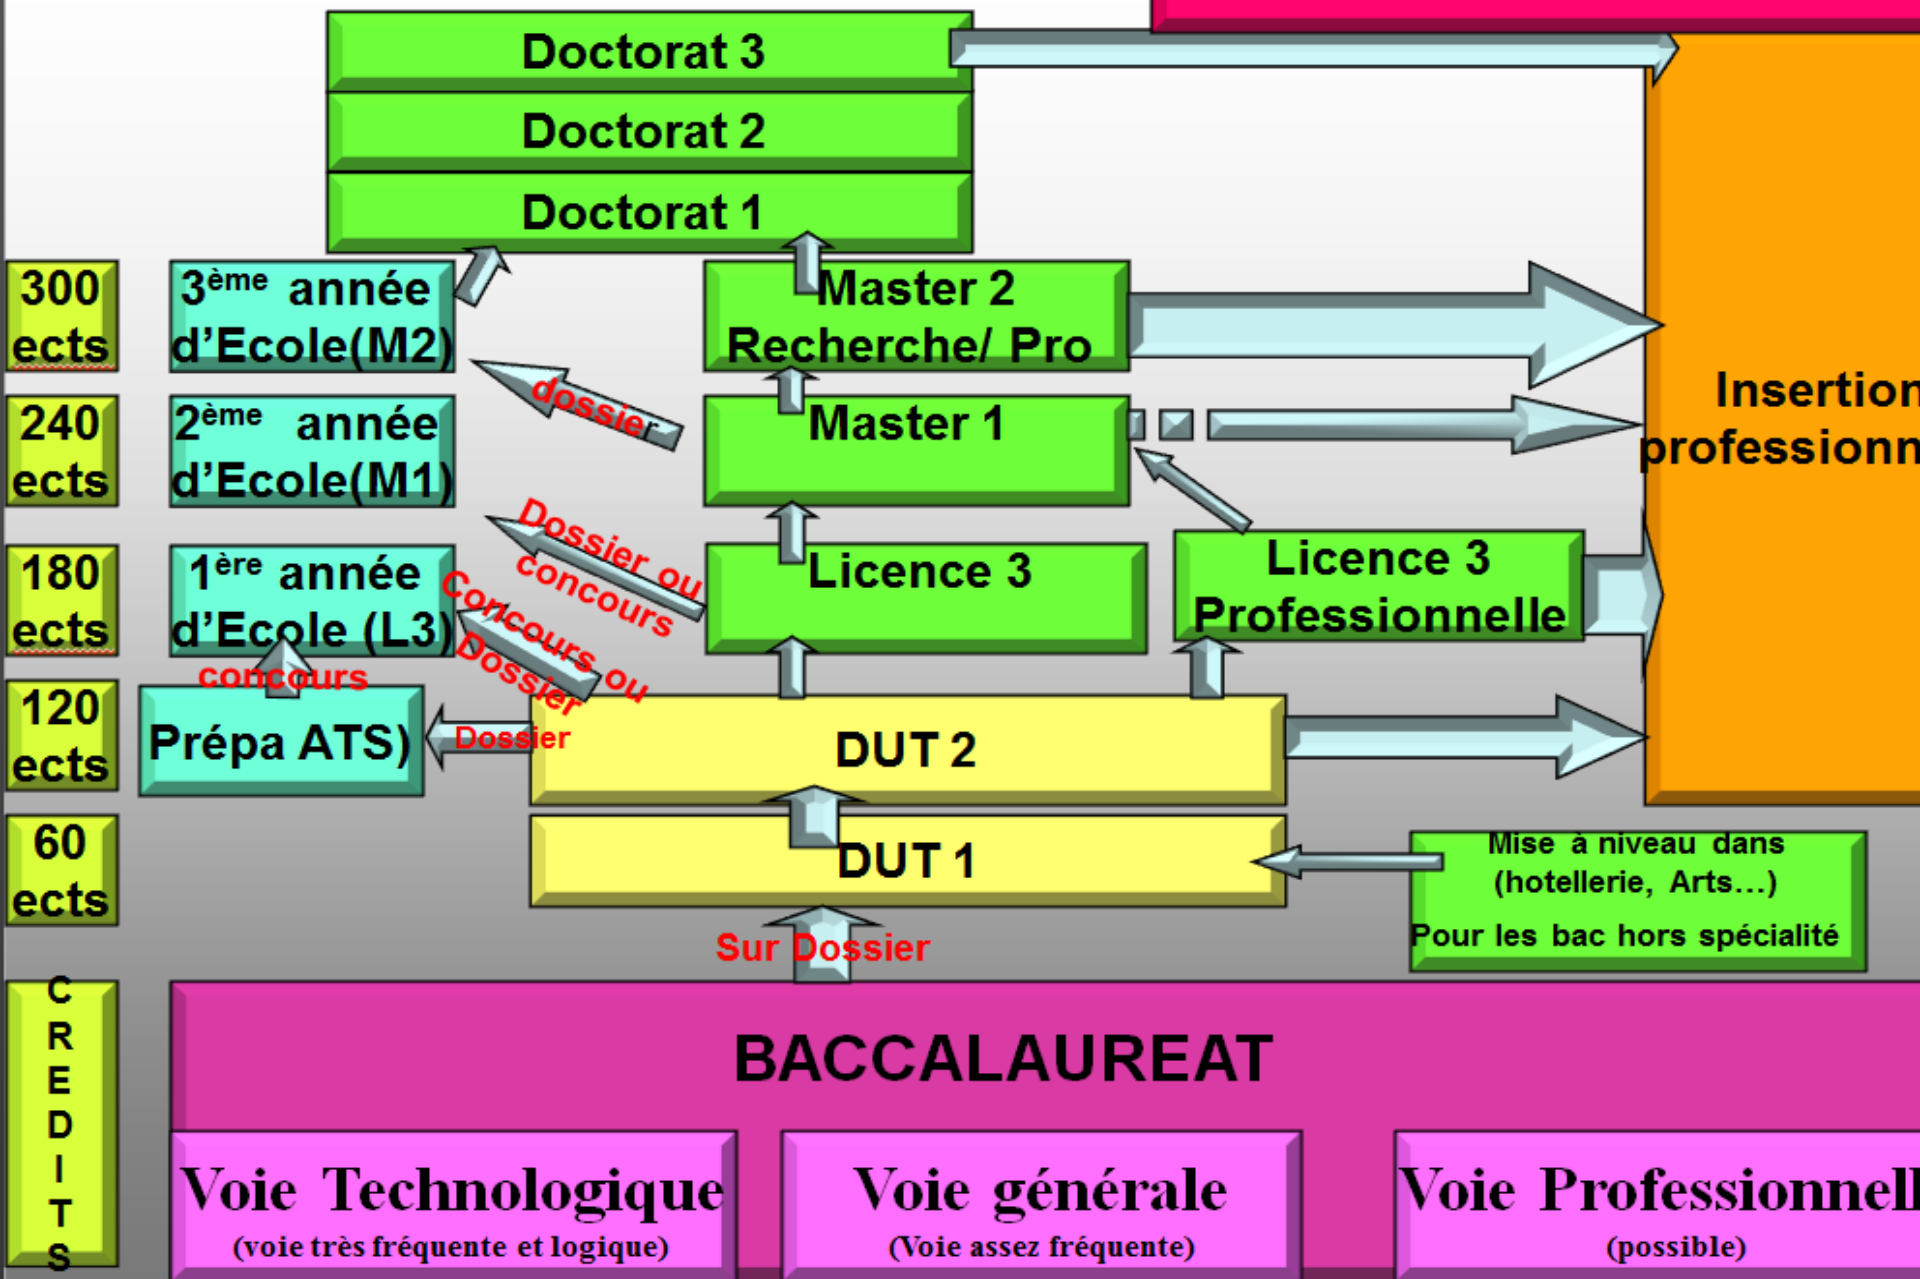 Doctorat 3
Doctorat 2
Doctorat 1
300
ects
3ème année
d’Ecole(M2)
Master 2
Recherche/ Pro
dossier
240
ects
2ème année
d’Ecole(M1)
Master 1
Insertion
professionn
Dossier ou
concours
180
ects
1ère année
d’Ecole (L3)
Licence 3
Licence 3
Professionnelle
Concours ou
Dossier
concours
120
ects
Prépa ATS)
Dossier
DUT 2
60
ects
DUT 1
Mise à niveau dans
(hotellerie, Arts...)
Pour les bac hors spécialité
Sur Dossier
C
R
E
D
I
T
S
BACCALAUREAT
Voie Technologique
(voie très fréquente et logique)
Voie générale
(Voie assez fréquente)
Voie Professionnell
(possible)